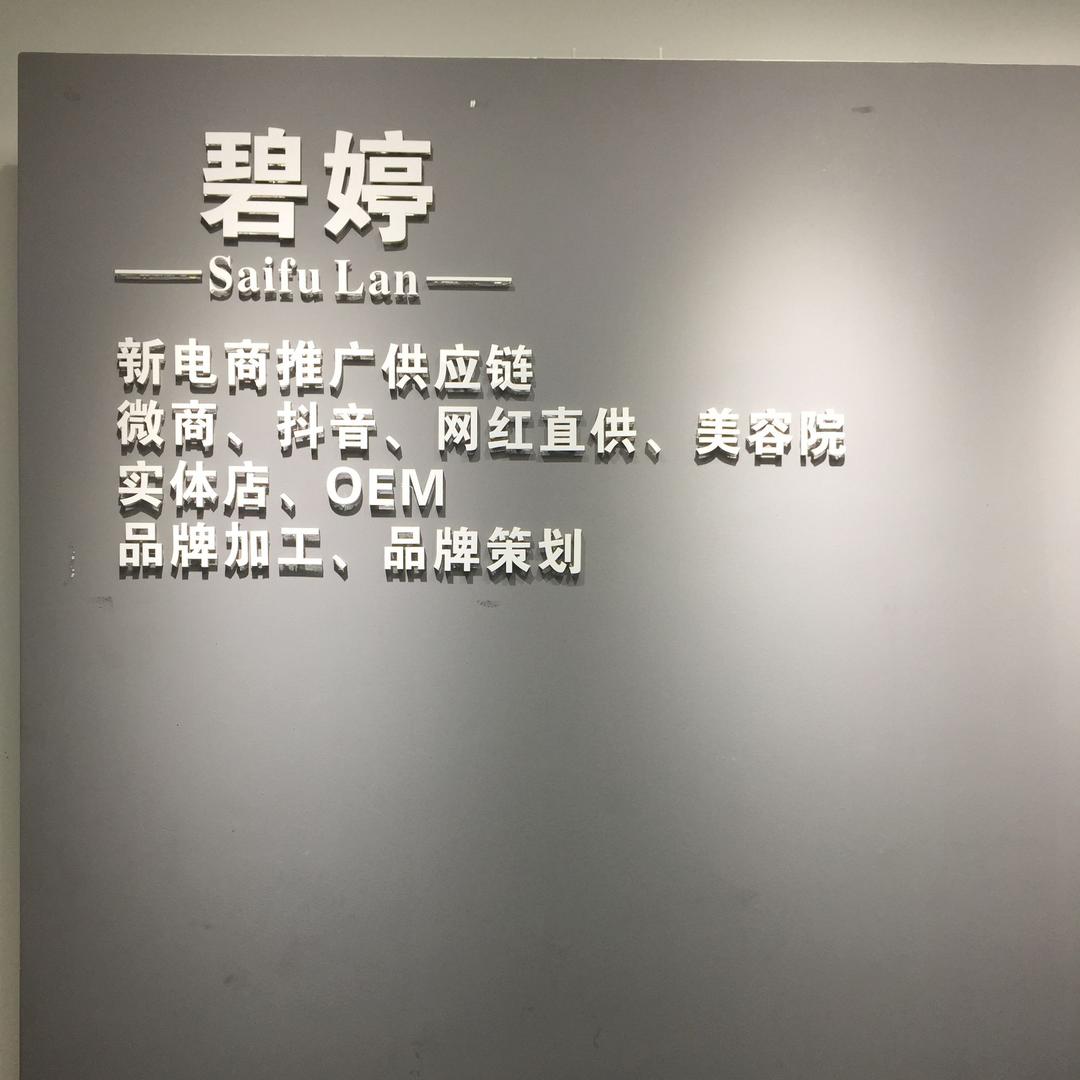 碧婷
Saifu Lan
新电商推广供应链
微商、抖音、网红直供、美容院
实体店、OEM
品牌加工、品牌策划